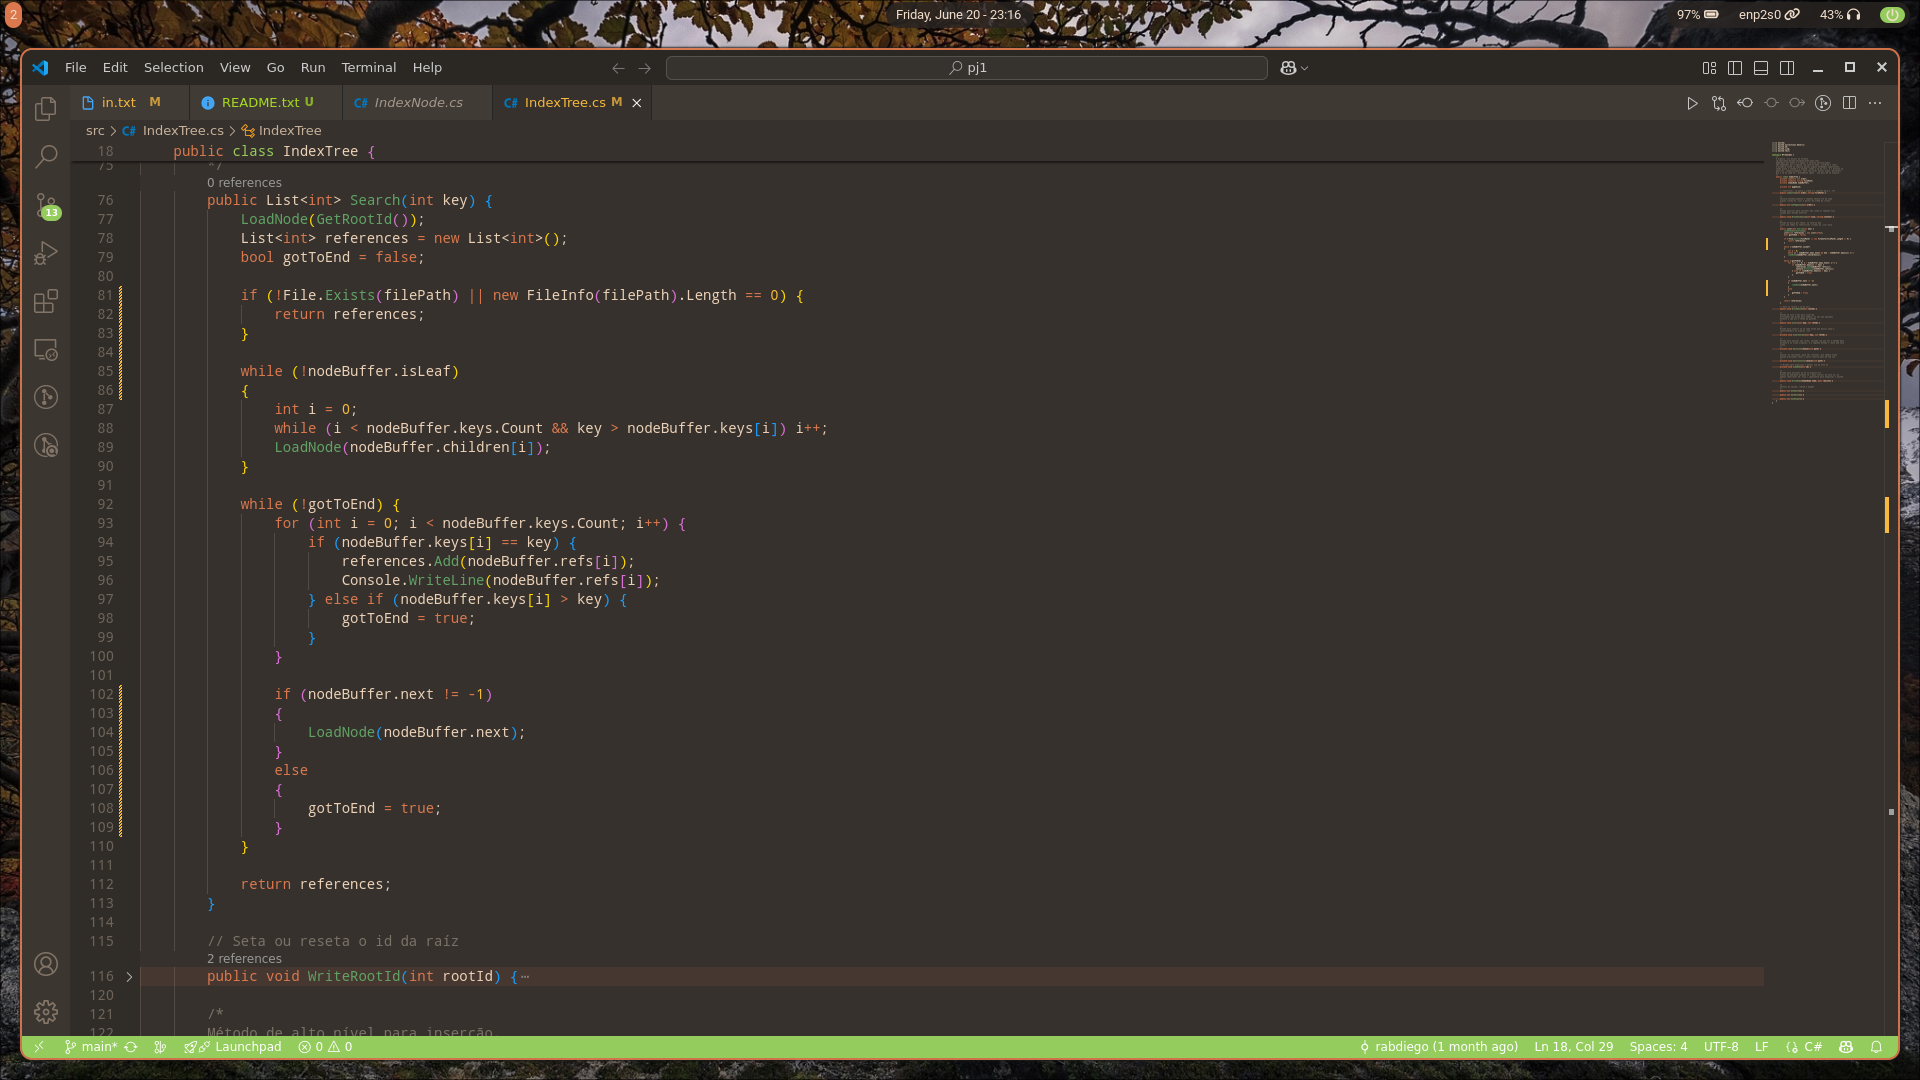 2
Friday, June 20 - 23:16
97% enp2s0 43%
File Edit Selection View Go Run Terminal Help
pj1
in.txt M README.txt U IndexNode.cs IndexTree.cs M
src > IndexTree.cs > IndexTree
18 public class IndexTree {
75 */
0 references
76 public List<int> Search(int key) {
77 LoadNode(GetRootId());
78 List<int> references = new List<int>();
79 bool gotToEnd = false;
80
81 if (!File.Exists(filePath) || new FileInfo(filePath).Length == 0) {
82 return references;
83 }
84
85 while (!nodeBuffer.isLeaf)
86 {
87 int i = 0;
88 while (i < nodeBuffer.keys.Count && key > nodeBuffer.keys[i]) i++;
89 LoadNode(nodeBuffer.children[i]);
90 }
91
92 while (!gotToEnd) {
93 for (int i = 0; i < nodeBuffer.keys.Count; i++) {
94 if (nodeBuffer.keys[i] == key) {
95 references.Add(nodeBuffer.refs[i]);
96 Console.WriteLine(nodeBuffer.refs[i]);
97 } else if (nodeBuffer.keys[i] > key) {
98 gotToEnd = true;
99 }
100 }
101
102 if (nodeBuffer.next != -1)
103 {
104 LoadNode(nodeBuffer.next);
105 }
106 else
107 {
108 gotToEnd = true;
109 }
110 }
111
112 return references;
113 }
114
115 // Seta ou reseta o id da raíz
2 references
116 public void WriteRootId(int rootId) {⋯
120
121 /*
122 Método de alto nível para inserção
13
main* Launchpad 0 0 rabdiego (1 month ago) Ln 18, Col 29 Spaces: 4 UTF-8 LF C#